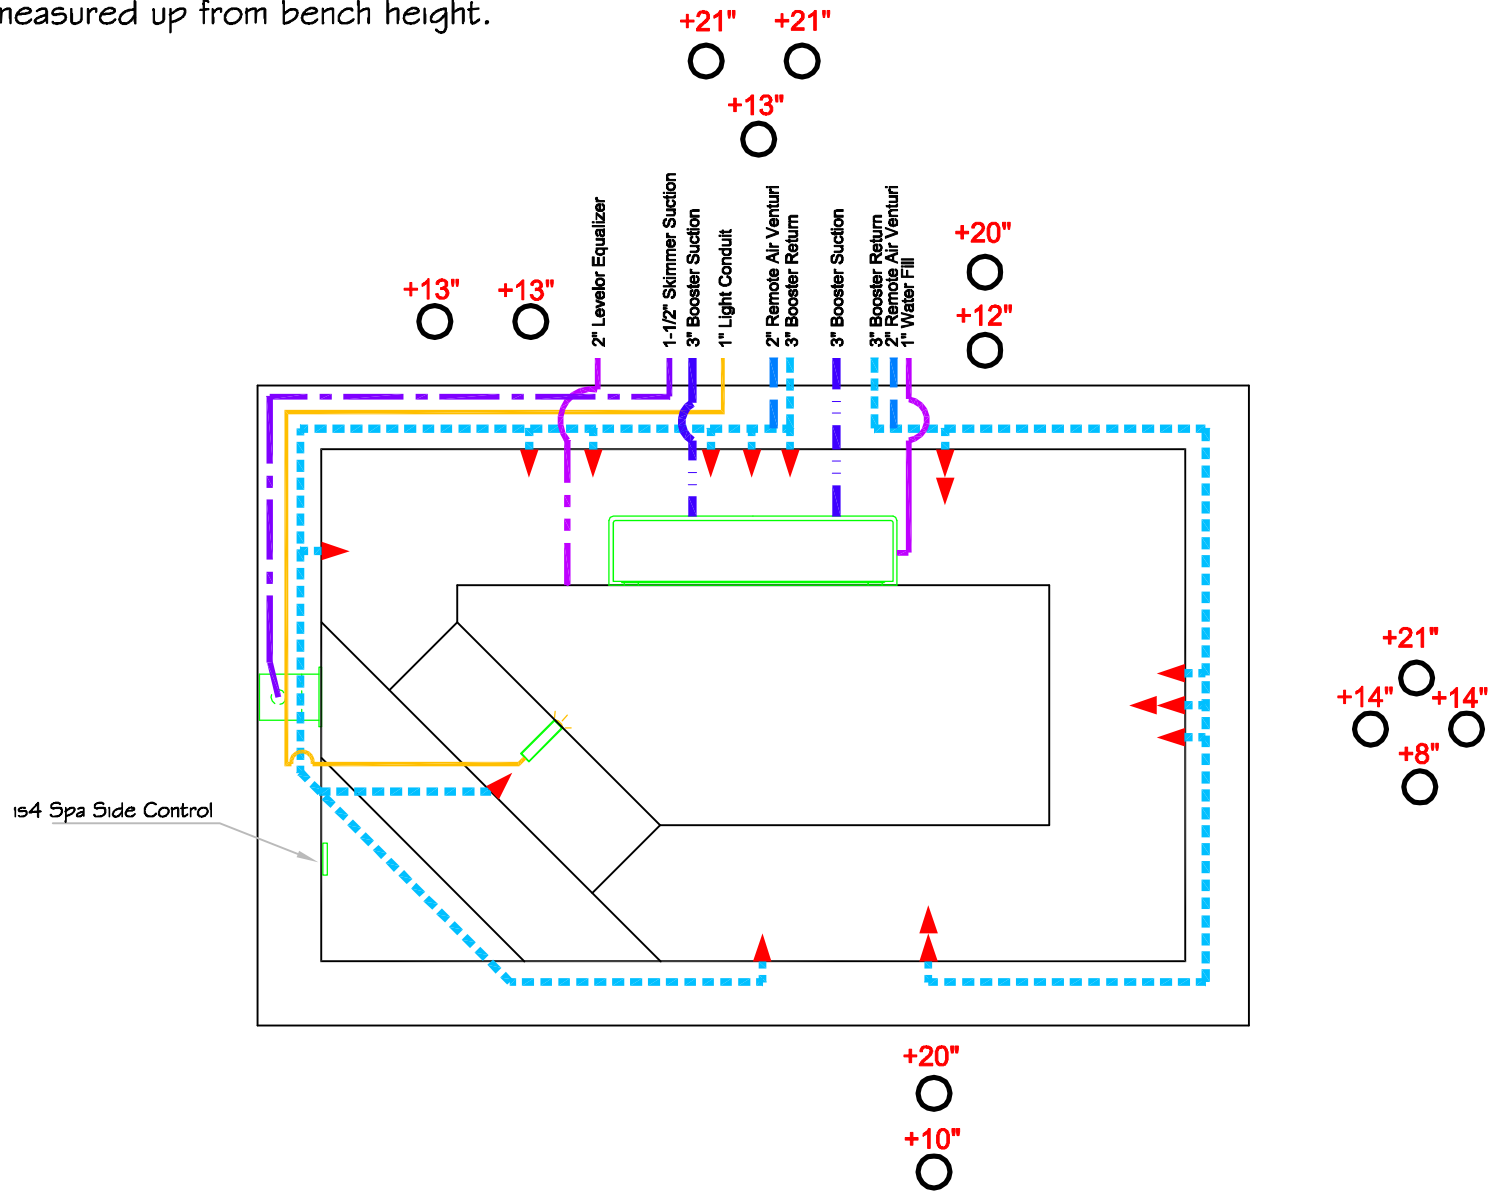 measured up from bench height.
+21" +21"
+13"
+20"
+12"
+13" +13"
2" Levelor Equalizer
1-1/2" Skimmer Suction
3" Booster Suction
1" Light Conduit
2" Remote Air Venturi
3" Booster Return
3" Booster Suction
3" Booster Return
2" Remote Air Venturi
1" Water Fill
+21"
+14" +14"
+8"
is4 Spa Side Control
+20"
+10"